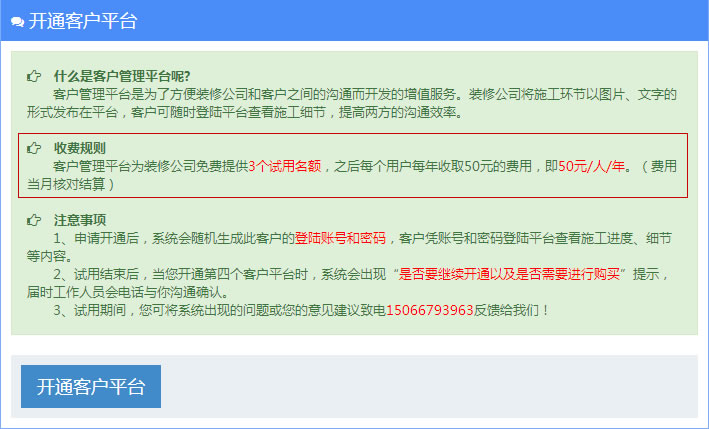 开通客户平台
什么是客户管理平台呢?
客户管理平台是为了方便装修公司和客户之间的沟通而开发的增值服务。装修公司将施工环节以图片、文字的
形式发布在平台，客户可随时登陆平台查看施工细节，提高两方的沟通效率。
收费规则
客户管理平台为装修公司免费提供3个试用名额，之后每个用户每年收取50元的费用，即50元/人/年。（费用
当月核对结算）
注意事项
1、申请开通后，系统会随机生成此客户的登陆账号和密码，客户凭账号和密码登陆平台查看施工进度、细节
等内容。
2、试用结束后，当您开通第四个客户平台时，系统会出现“是否要继续开通以及是否需要进行购买”提示，
届时工作人员会电话与你沟通确认。
3、试用期间，您可将系统出现的问题或您的意见建议致电15066793963反馈给我们！
开通客户平台